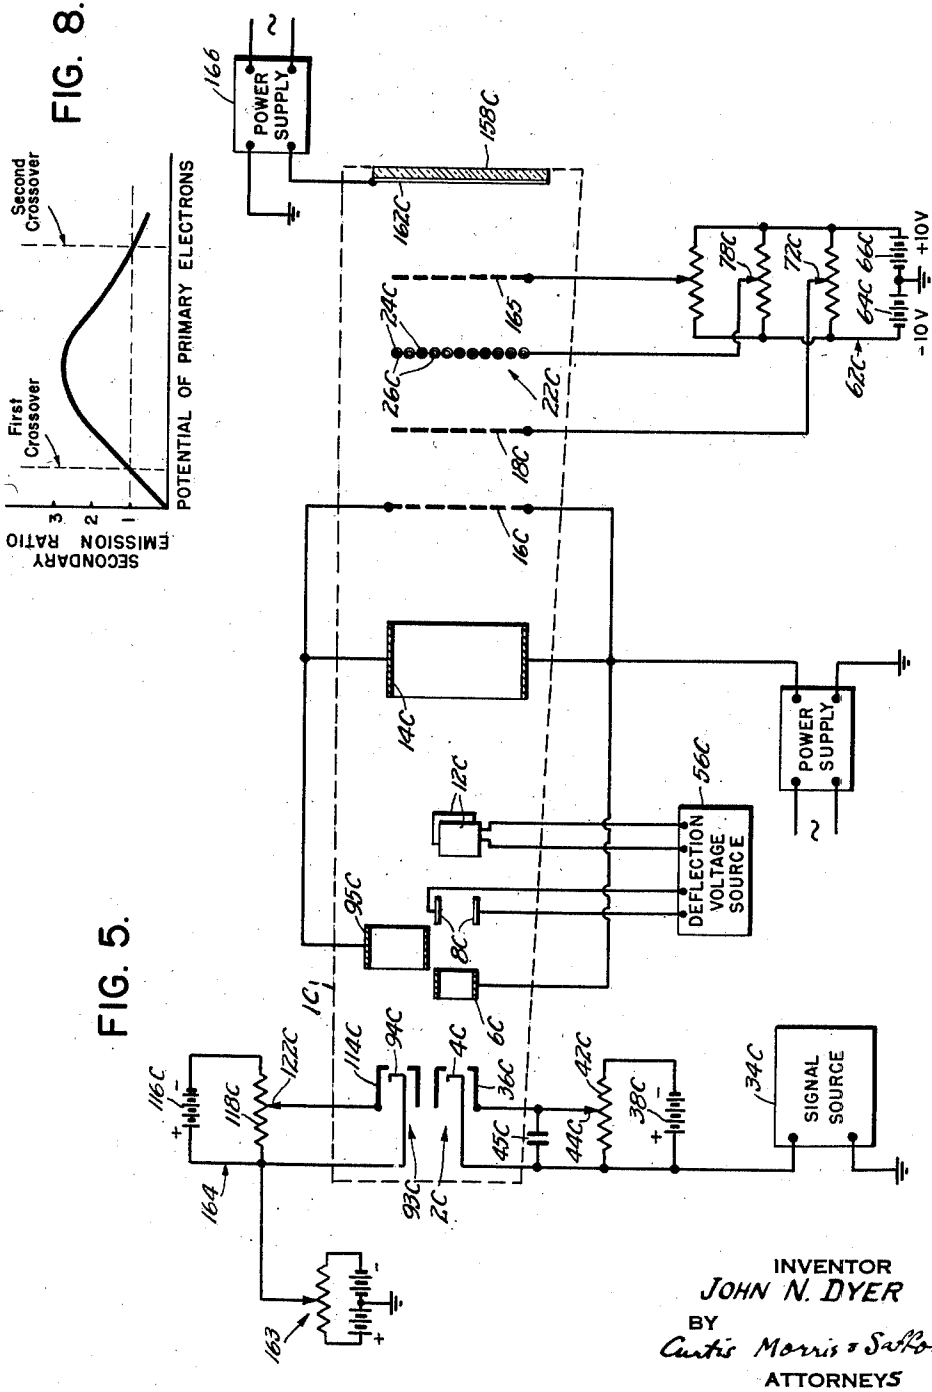 FIG. 8.
SECONDARY
EMISSION RATIO
3
2
1
First
Crossover
Second
Crossover
POTENTIAL OF PRIMARY ELECTRONS
FIG. 5.
166
~
POWER
SUPPLY
158C
162C
165
24C
26C
22C
18C
16C
14C
12C
95C
8C
6C
1C
114C
94C
4C
36C
93C
2C
116C
+
-
118C
122C
164
163
+
-
45C
44C
42C
38C
+
-
34C
SIGNAL
SOURCE
56C
DEFLECTION
VOLTAGE
SOURCE
POWER
SUPPLY
~
78C
72C
66C
64C
62C
+10V
-10V
INVENTOR
JOHN N. DYER
BY
Curtis Morris &
ATTORNEYS